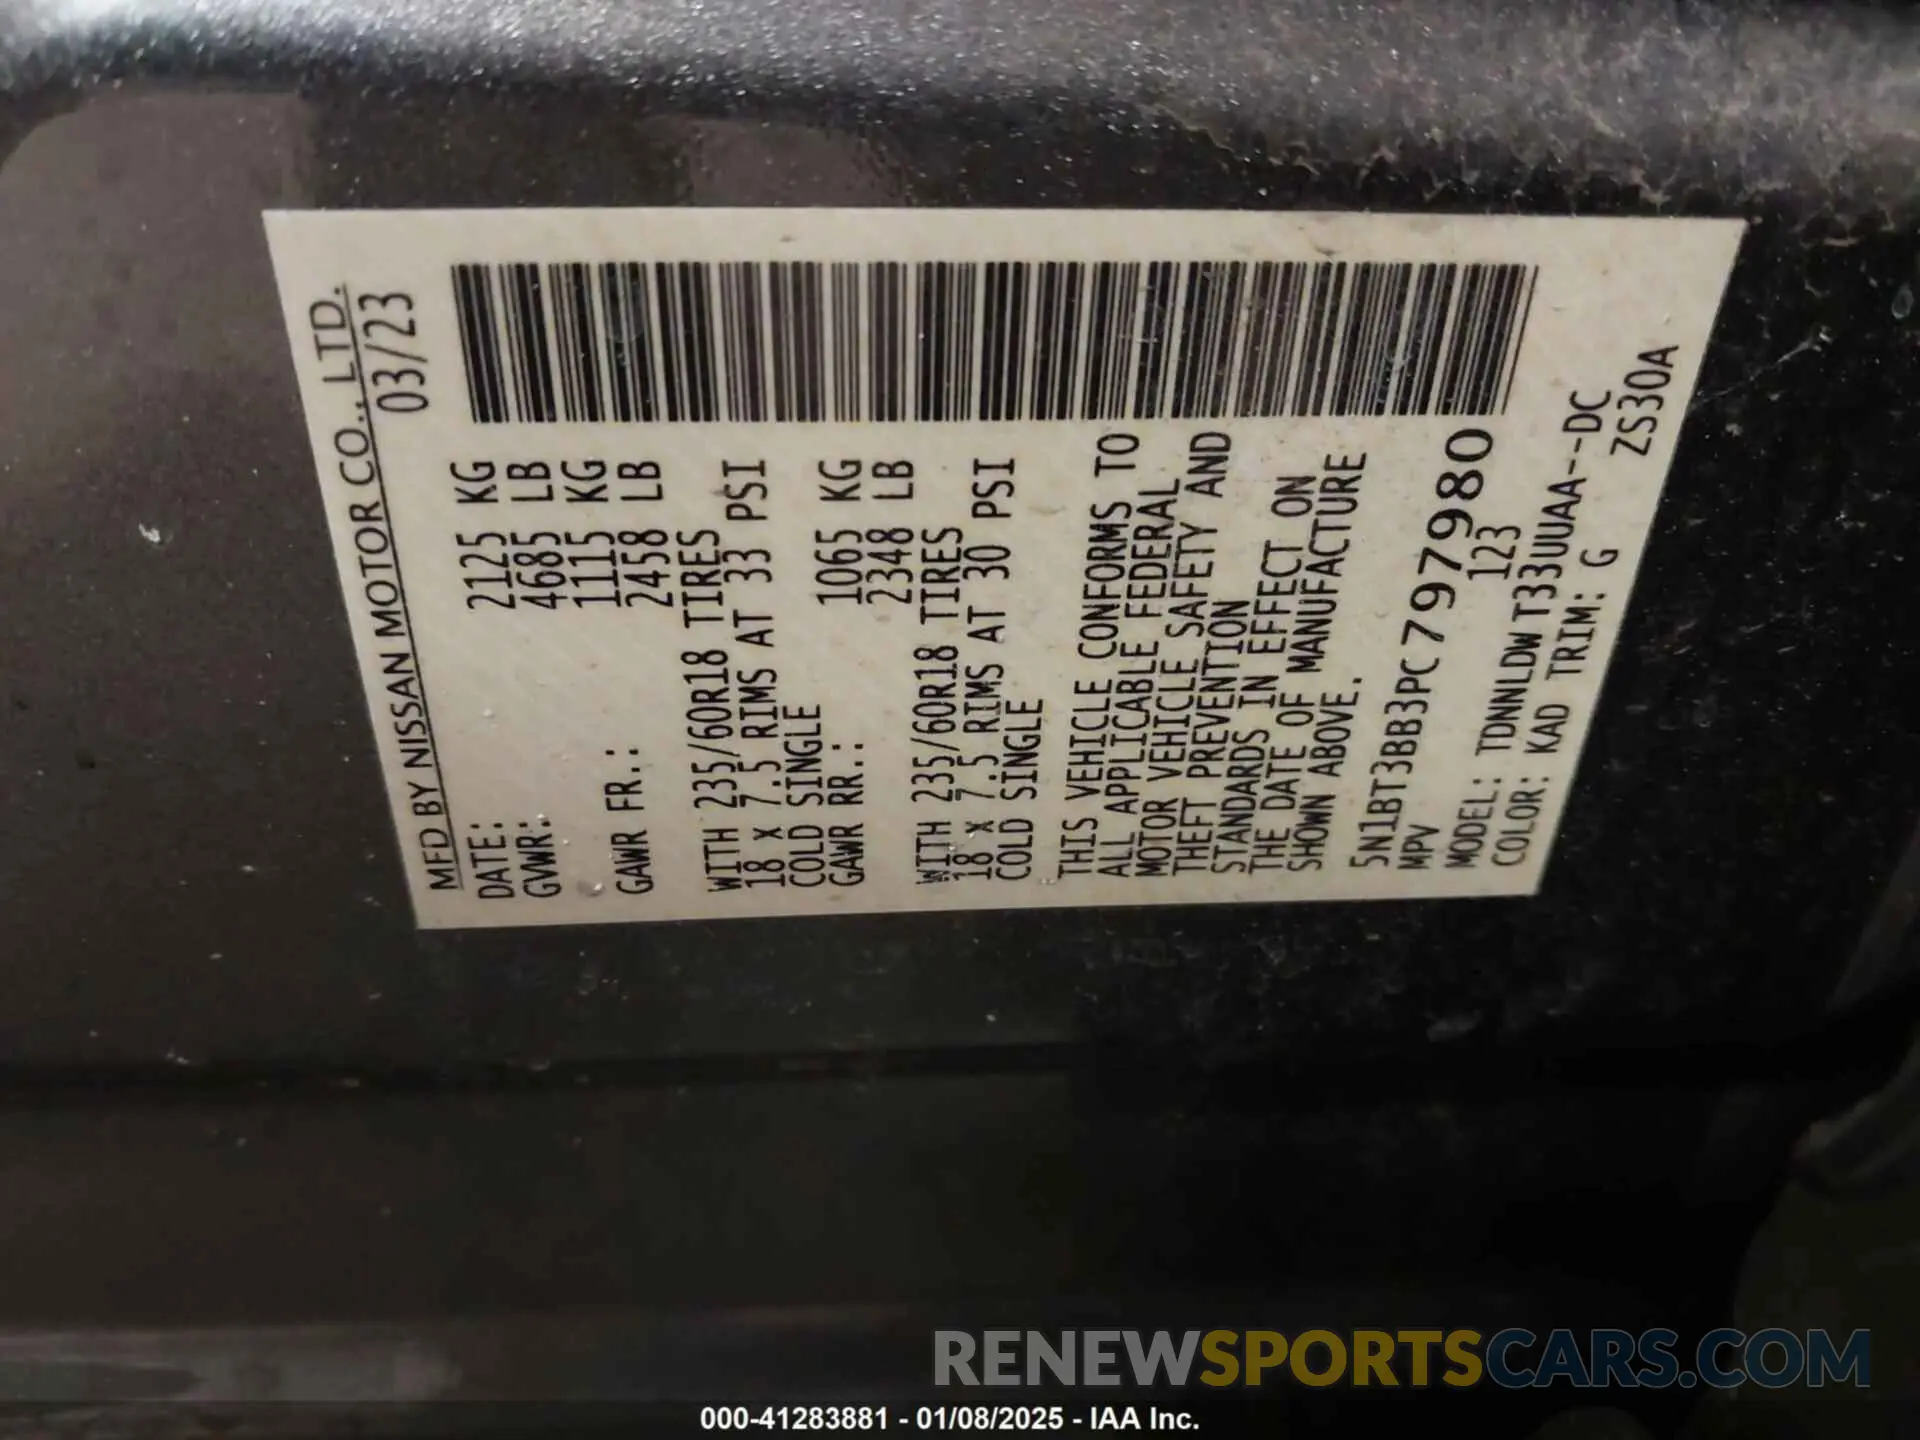 MFD BY NISSAN MOTOR CO., LTD.
DATE: 03/23
GVWR: 2125 KG
4685 LB
GAWR FR.: 1115 KG
2458 LB
WITH 235/60R18 TIRES
18 X 7.5 RIMS AT 33 PSI
COLD SINGLE
GAWR RR.: 1065 KG
2348 LB
WITH 235/60R18 TIRES
18 X 7.5 RIMS AT 30 PSI
COLD SINGLE
THIS VEHICLE CONFORMS TO
ALL APPLICABLE FEDERAL
MOTOR VEHICLE SAFETY AND
THEFT PREVENTION
STANDARDS IN EFFECT ON
THE DATE OF MANUFACTURE
SHOWN ABOVE.
5N1BT3BB3PC797980
MPV 123
MODEL: TDNNLDWT33UUAA--DC
COLOR: KAD TRIM: G ZS30A
RENEWSPORTSCARS.COM
000-41283881 - 01/08/2025 - IAA Inc.